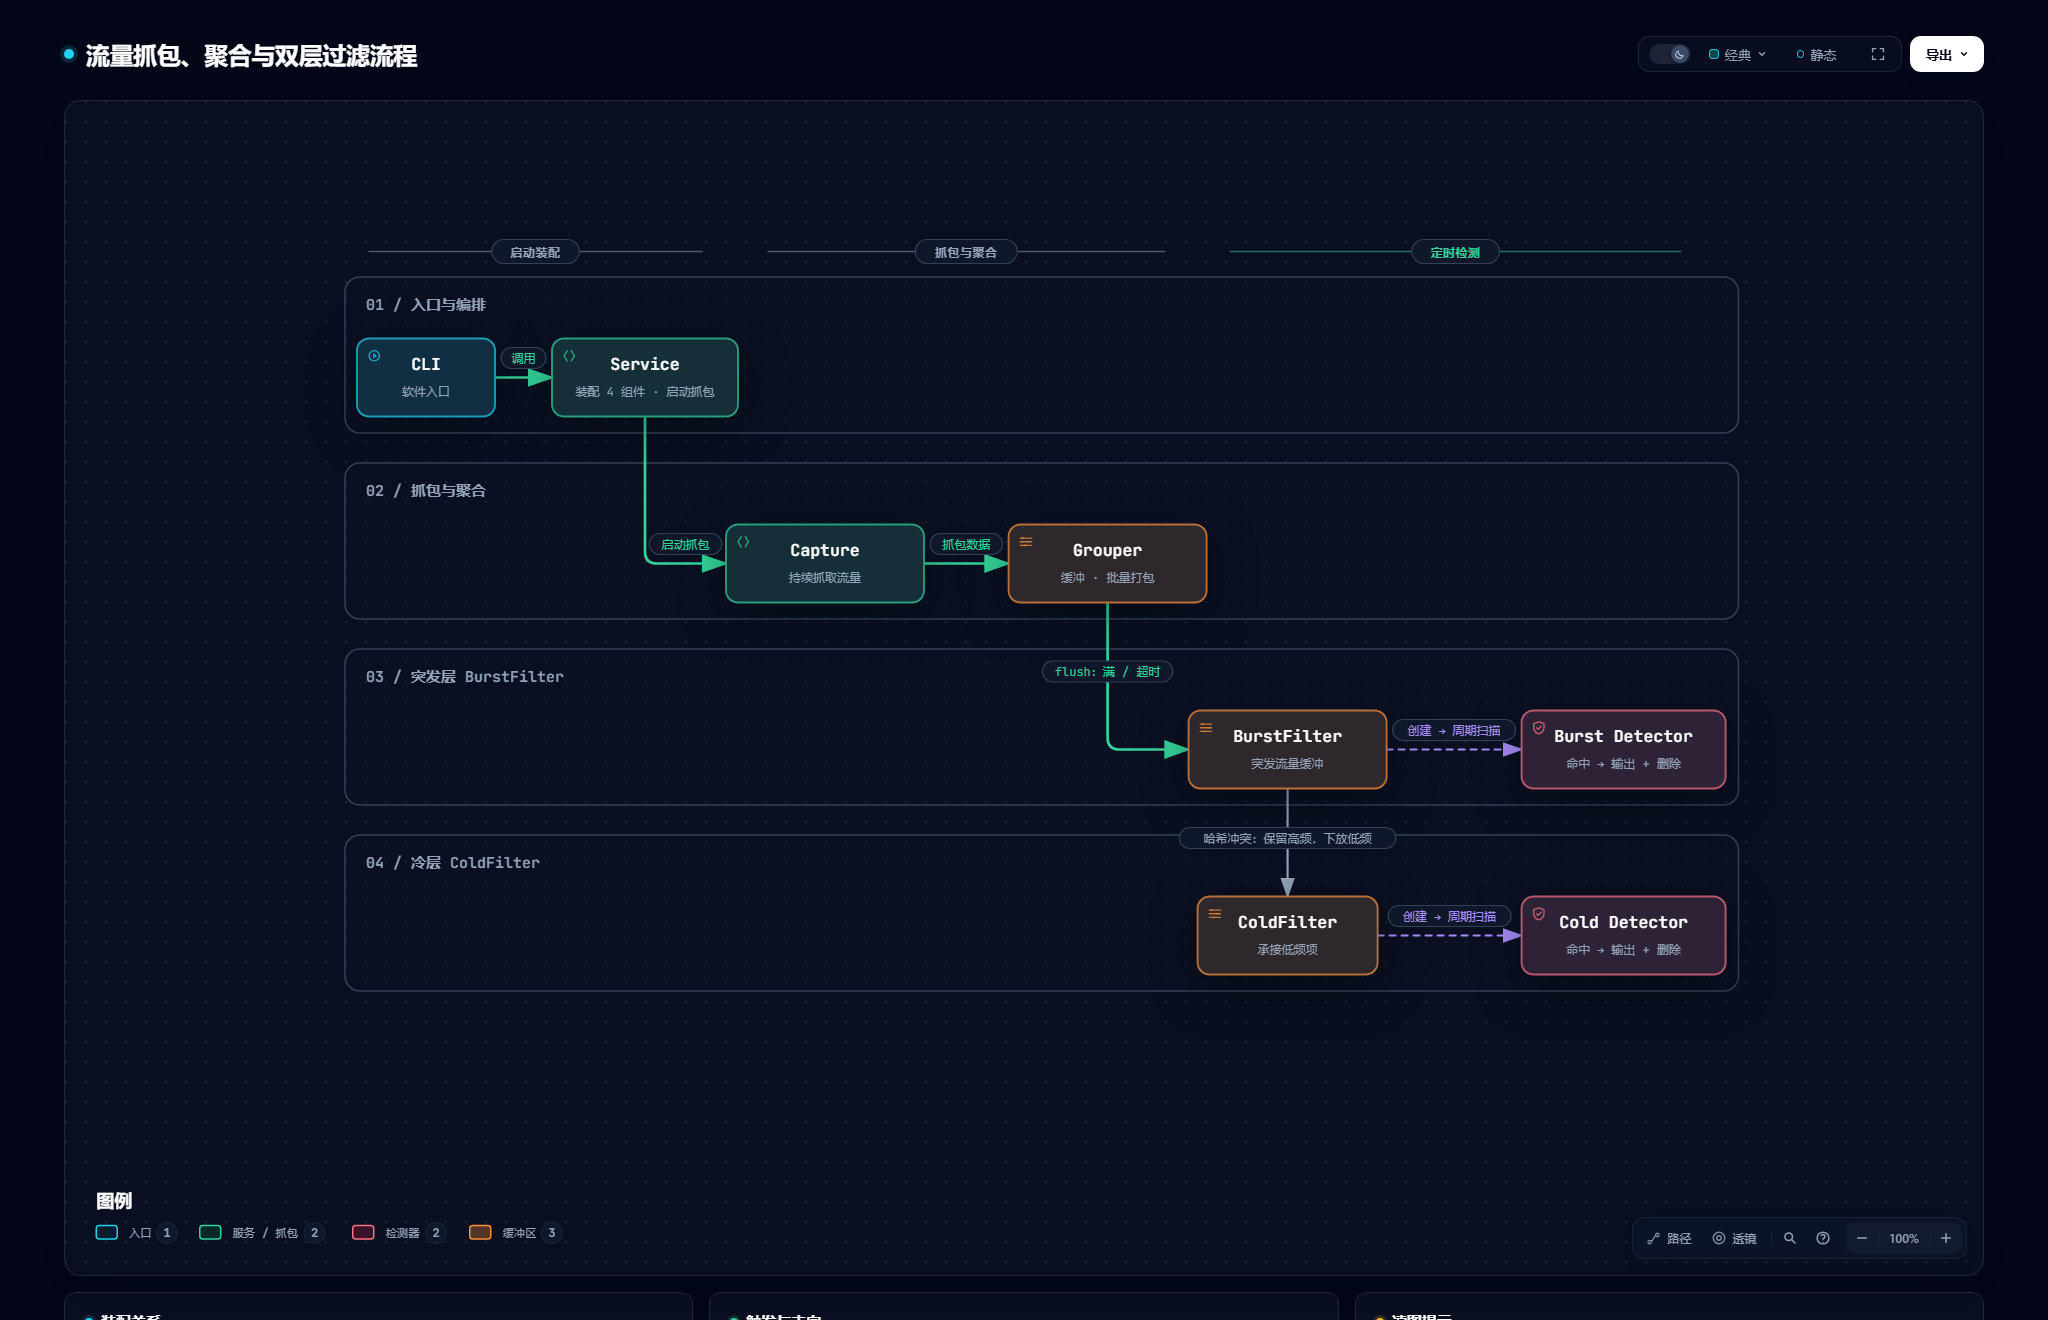 流量抓包、聚合与双层过滤流程
经典
静态
导出
启动装配
抓包与聚合
定时检测
01 / 入口与编排
CLI
软件入口
调用
Service
装配 4 组件 · 启动抓包
02 / 抓包与聚合
启动抓包
Capture
持续抓取流量
抓包数据
Grouper
缓冲 · 批量打包
03 / 突发层 BurstFilter
flush: 满 / 超时
BurstFilter
突发流量缓冲
创建 → 周期扫描
Burst Detector
命中 → 输出 + 删除
哈希冲突: 保留高频, 下放低频
04 / 冷层 ColdFilter
ColdFilter
承接低频项
创建 → 周期扫描
Cold Detector
命中 → 输出 + 删除
图例
入口 1
服务 / 抓包 2
检测器 2
缓冲区 3
路径
透镜
100%